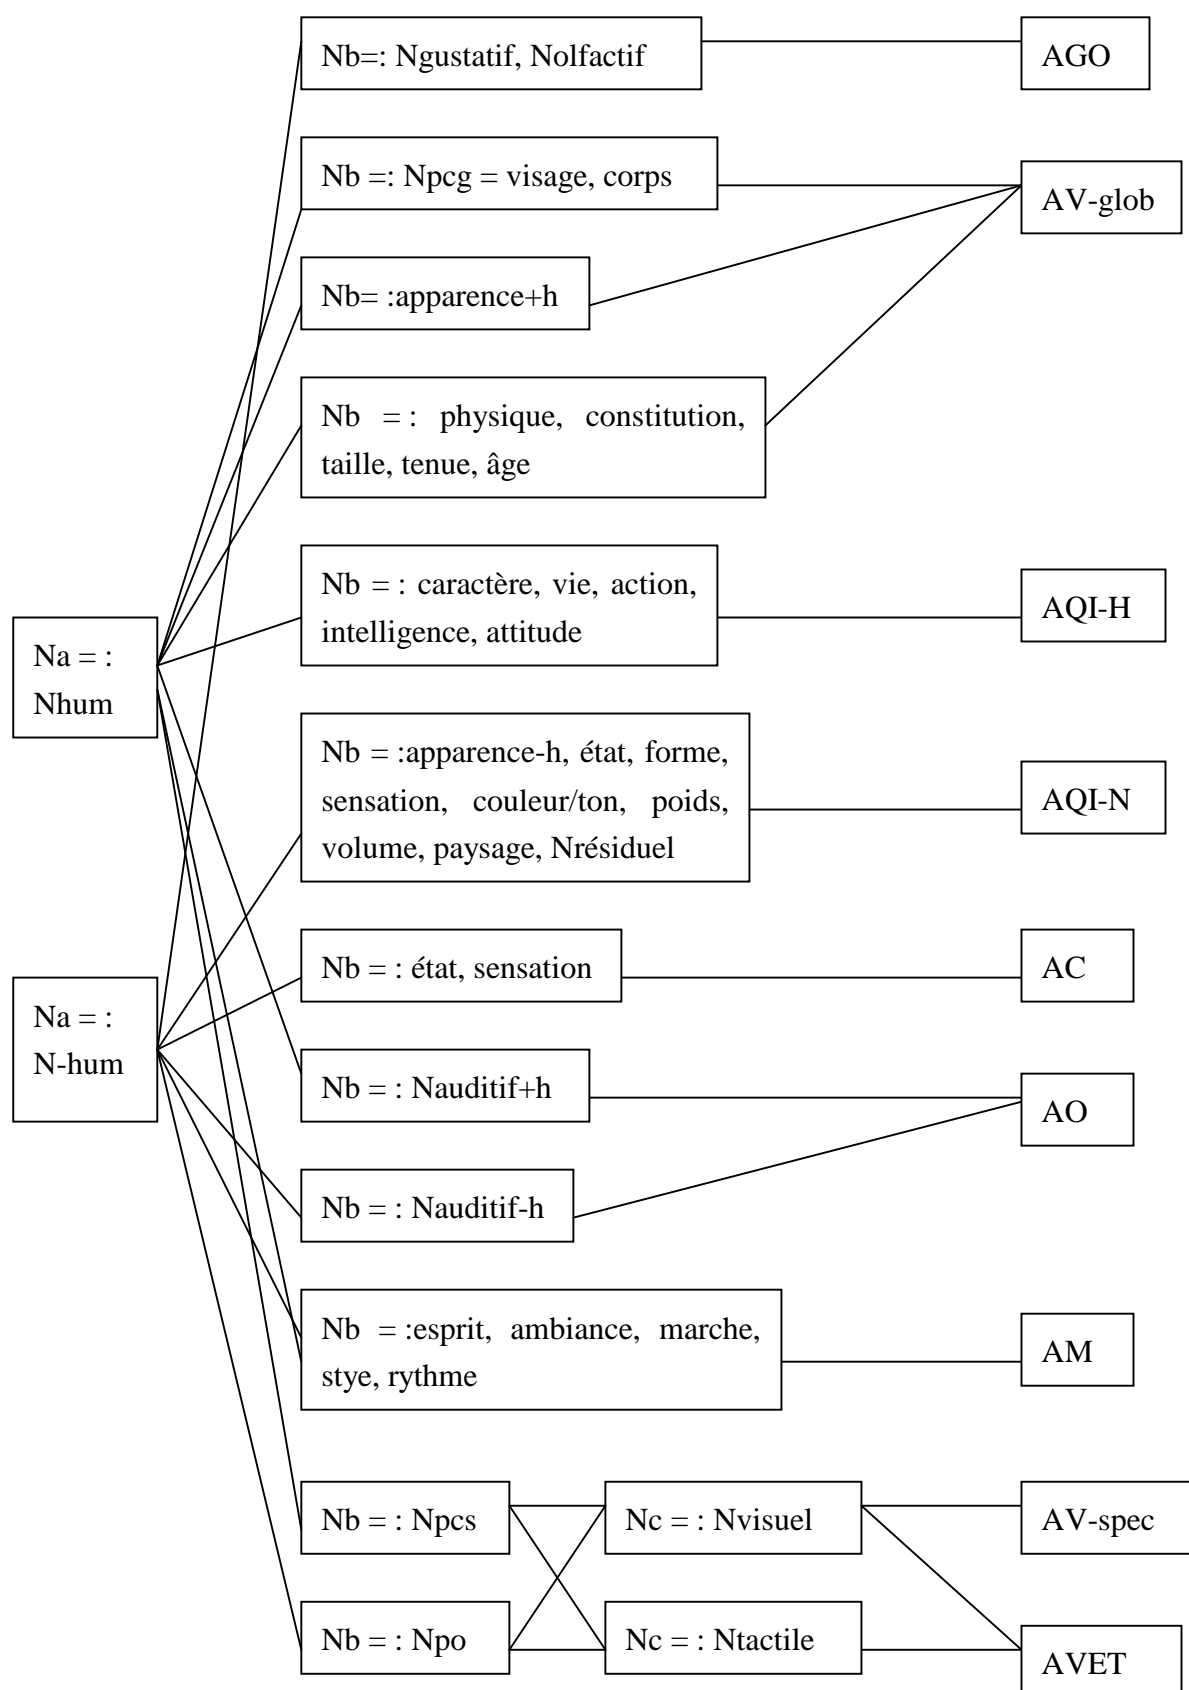 Nb=: Ngustatif, Nolfactif
AGO
Nb =: Npcg = visage, corps
AV-glob
Nb= :apparence+h
Nb = : physique, constitution,
taille, tenue, âge
Nb = : caractère, vie, action,
intelligence, attitude
AQI-H
Na = :
Nhum
Nb = :apparence-h, état, forme,
sensation, couleur/ton, poids,
volume, paysage, Nrésiduel
AQI-N
Nb = : état, sensation
AC
Na = :
N-hum
Nb = : Nauditif+h
AO
Nb = : Nauditif-h
Nb = :esprit, ambiance, marche,
stye, rythme
AM
Nb = : Npcs
Nc = : Nvisuel
AV-spec
Nb = : Npo
Nc = : Ntactile
AVET